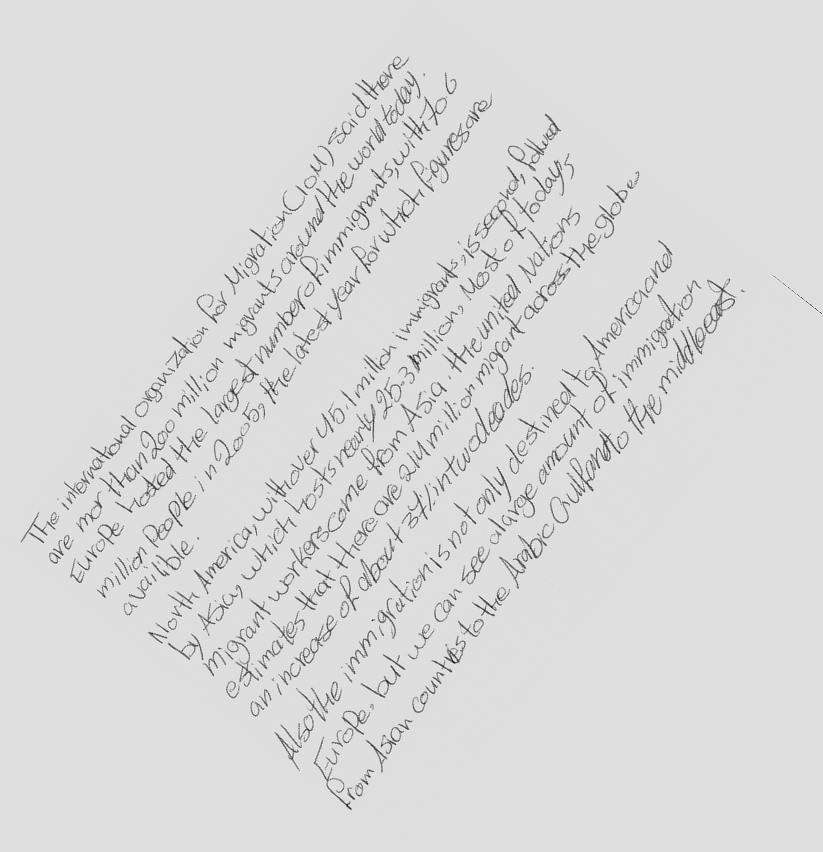 The international organization for Migration (IOM) said there
are mor than 200 million migrants around the world today.
Europe hosted the largest number of immigrants, with 70.6
million People in 2005, the latest year for which figures are
availible.
North America, with over 45.1 million immigrants is second, follwed
by Asia, which hosts nearly 25.3 million, Most of today's
migrant workers come from Asia. the united Nations
estimates that there are 214 million migrant across the globe
an increase of about 37% in two decades.
Also the immigration is not only destined to America and
Europe, but we can see a large amount of immigration
from Asian countries to the Arabic Gulf and to the middle east.